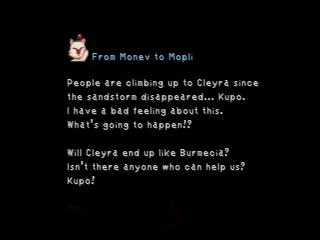 From Monev to Mopli
People are climbing up to Cleyra since
the sandstorm disappeared... Kupo.
I have a bad feeling about this.
What's going to happen!?
Will Cleyra end up like Burmecia?
Isn't there anyone who can help us?
Kupo!